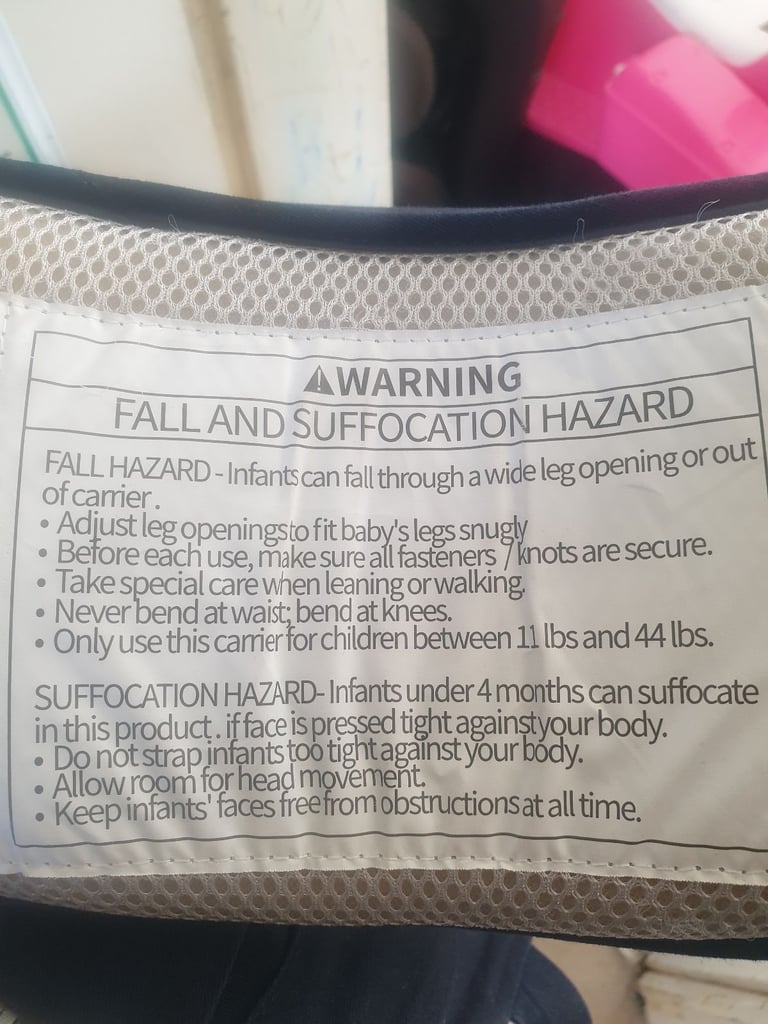 ⚠WARNING
FALL AND SUFFOCATION HAZARD
FALL HAZARD - Infants can fall through a wide leg opening or out
of carrier.
• Adjust leg openings to fit baby's legs snugly
• Before each use, make sure all fasteners / knots are secure.
• Take special care when leaning or walking.
• Never bend at waist; bend at knees.
• Only use this carrier for children between 11 lbs and 44 lbs.
SUFFOCATION HAZARD- Infants under 4 months can suffocate
in this product. if face is pressed tight against your body.
• Do not strap infants too tight against your body.
• Allow room for head movement.
• Keep infants' faces free from obstructions at all time.